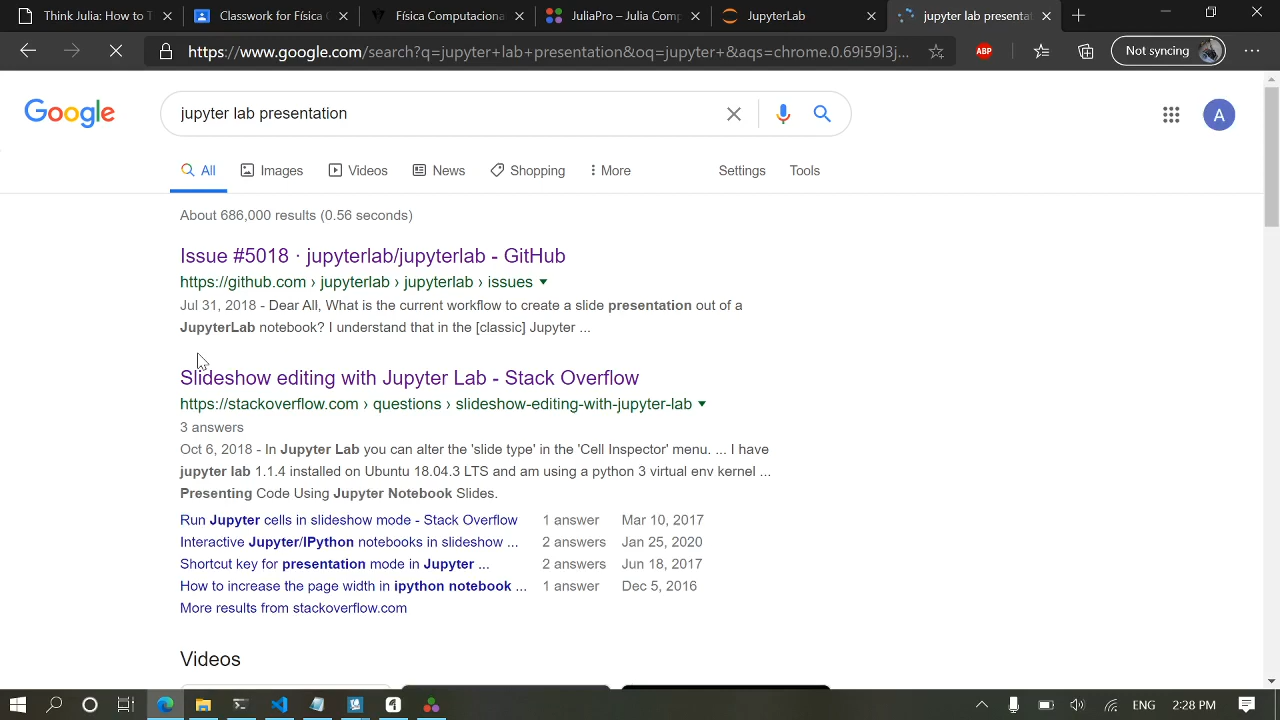 Think Julia: How to T
Classwork for Física C
Física Computaciona
JuliaPro – Julia Comp
JupyterLab
jupyter lab presentat
https://www.google.com/search?q=jupyter+lab+presentation&oq=jupyter+&aqs=chrome.0.69i59l3j...
ABP
Not syncing
Google
jupyter lab presentation
A
All
Images
Videos
News
Shopping
More
Settings
Tools
About 686,000 results (0.56 seconds)
Issue #5018 · jupyterlab/jupyterlab - GitHub
https://github.com › jupyterlab › jupyterlab › issues
Jul 31, 2018 - Dear All, What is the current workflow to create a slide presentation out of a
JupyterLab notebook? I understand that in the [classic] Jupyter ...
Slideshow editing with Jupyter Lab - Stack Overflow
https://stackoverflow.com › questions › slideshow-editing-with-jupyter-lab
3 answers
Oct 6, 2018 - In Jupyter Lab you can alter the 'slide type' in the 'Cell Inspector' menu. ... I have
jupyter lab 1.1.4 installed on Ubuntu 18.04.3 LTS and am using a python 3 virtual env kernel ...
Presenting Code Using Jupyter Notebook Slides.
Run Jupyter cells in slideshow mode - Stack Overflow 1 answer Mar 10, 2017
Interactive Jupyter/IPython notebooks in slideshow ... 2 answers Jan 25, 2020
Shortcut key for presentation mode in Jupyter ... 2 answers Jun 18, 2017
How to increase the page width in ipython notebook ... 1 answer Dec 5, 2016
More results from stackoverflow.com
Videos
ENG
2:28 PM